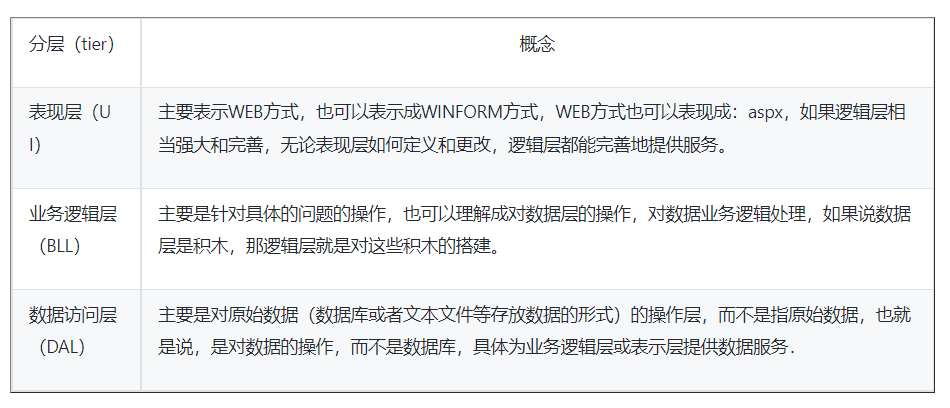 分层（tier）
概念
表现层（U
I）
主要表示WEB方式，也可以表示成WINFORM方式，WEB方式也可以表现成：aspx，如果逻辑层相
当强大和完善，无论表现层如何定义和更改，逻辑层都能完善地提供服务。
业务逻辑层
（BLL）
主要是针对具体的问题的操作，也可以理解成对数据层的操作，对数据业务逻辑处理，如果说数据
层是积木，那逻辑层就是对这些积木的搭建。
数据访问层
（DAL）
主要是对原始数据（数据库或者文本文件等存放数据的形式）的操作层，而不是指原始数据，也就
是说，是对数据的操作，而不是数据库，具体为业务逻辑层或表示层提供数据服务．